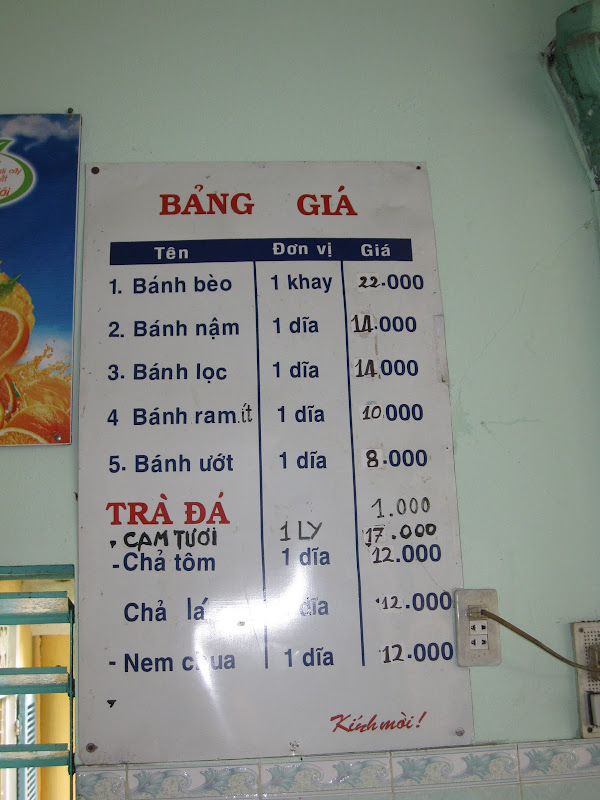 BẢNG GIÁ
Tên Đơn vị Giá
1. Bánh bèo 1 khay 22.000
2. Bánh nậm 1 dĩa 14.000
3. Bánh lọc 1 dĩa 14.000
4 Bánh ram ít 1 dĩa 10.000
5. Bánh ướt 1 dĩa 8.000
TRÀ ĐÁ 1.000
CAM TƯƠI 1 LY 17.000
- Chả tôm 1 dĩa 12.000
Chả lá dĩa 12.000
- Nem chua 1 dĩa 12.000
Kính mời!